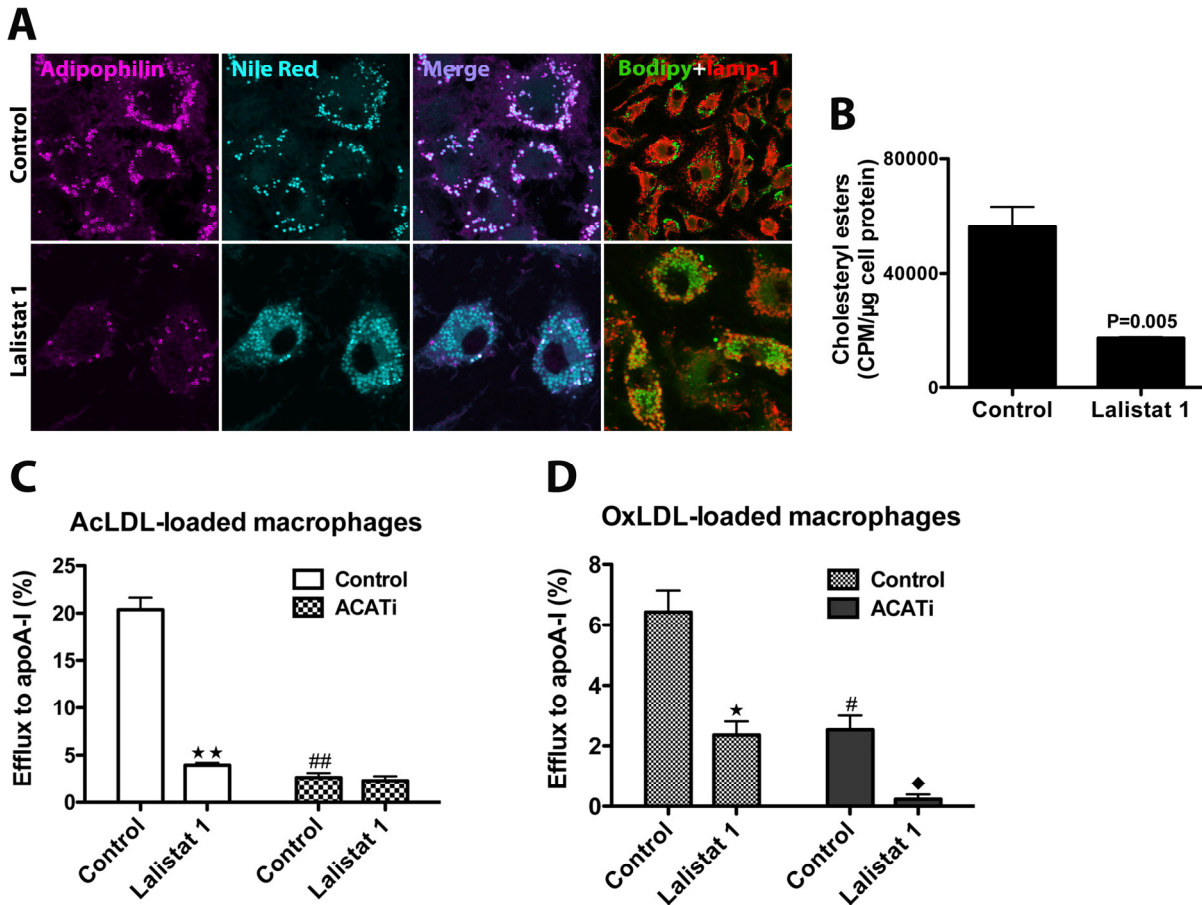 A
Adipophilin
Nile Red
Merge
Bodipy+lamp-1
Control
Lalistat 1
B
Cholesteryl esters
(CPM/µg cell protein)
80000
40000
0
P=0.005
Control
Lalistat 1
C
AcLDL-loaded macrophages
Efflux to apoA-I (%)
25
20
15
10
5
0
Control
ACATi
★★
##
Control
Lalistat 1
Control
Lalistat 1
D
OxLDL-loaded macrophages
Efflux to apoA-I (%)
8
6
4
2
0
Control
ACATi
★
#
◆
Control
Lalistat 1
Control
Lalistat 1